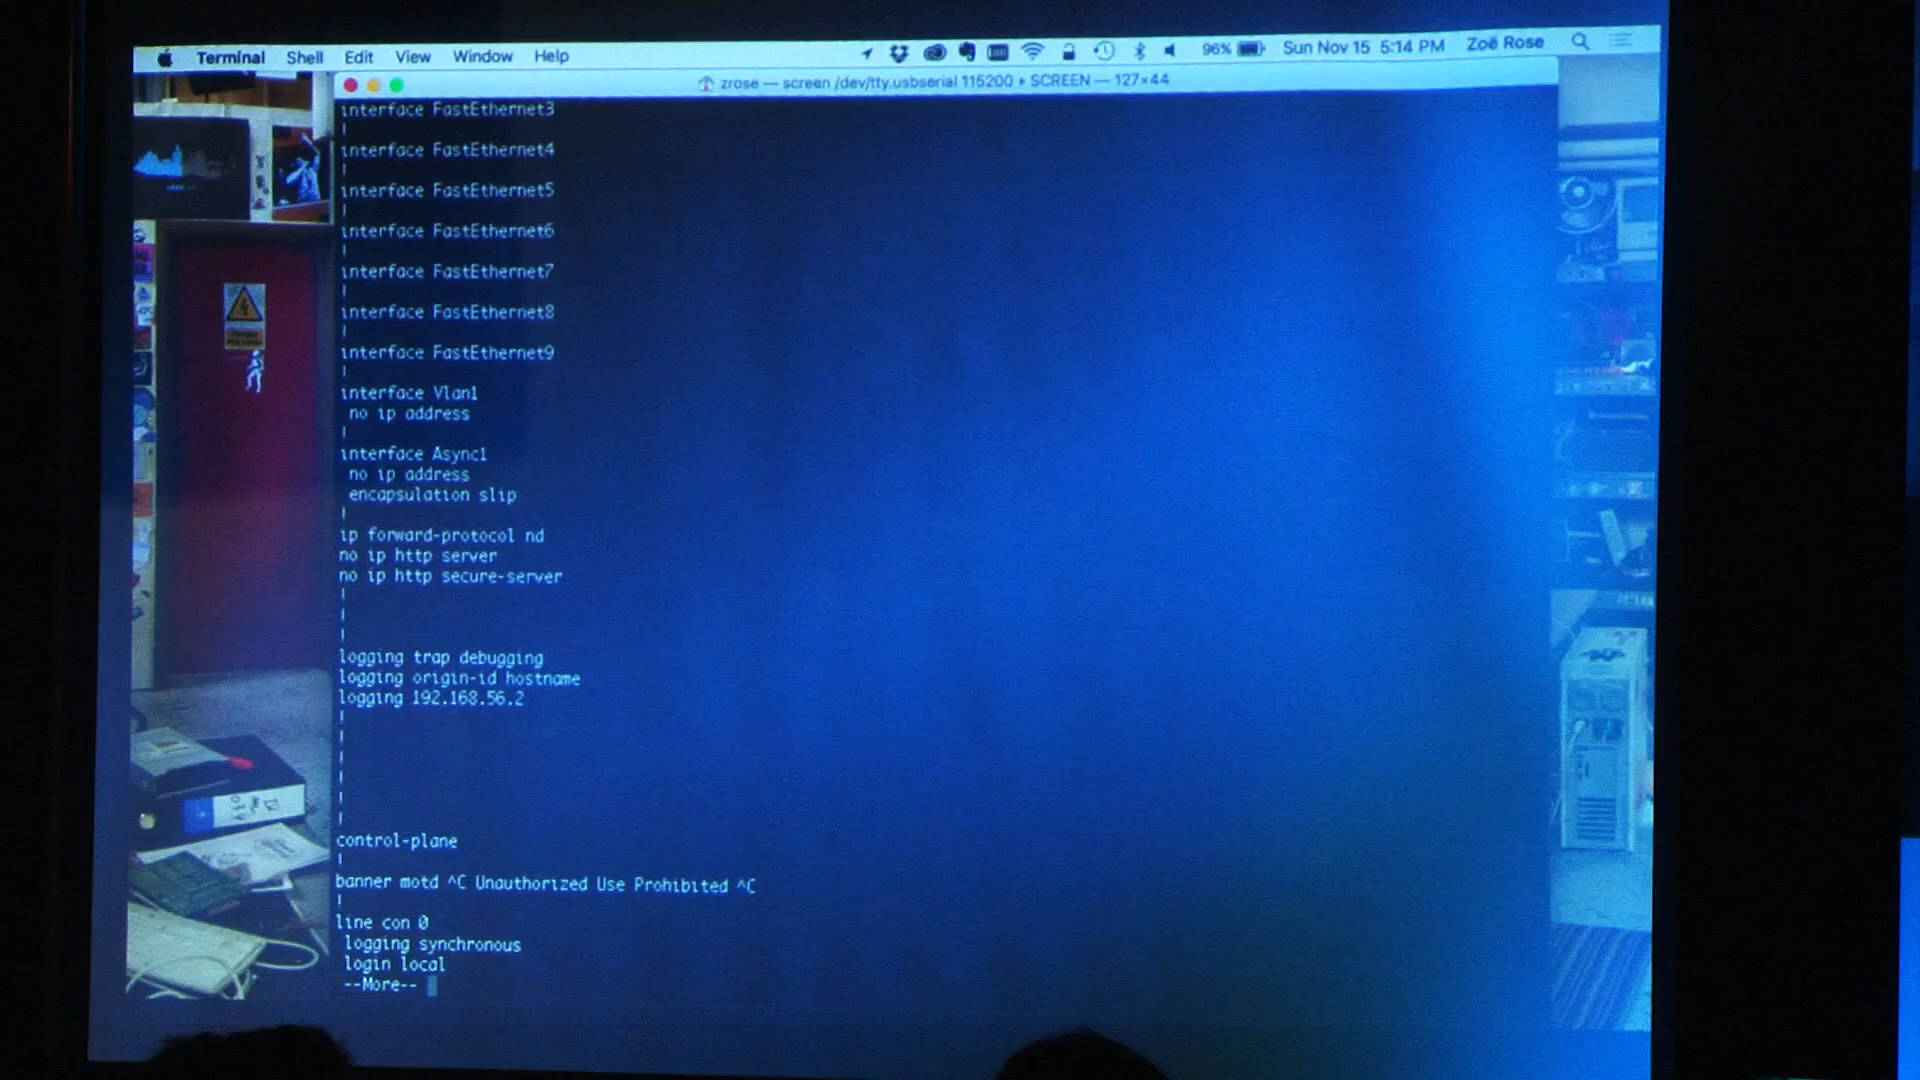 Terminal Shell Edit View Window Help 96% Sun Nov 15 5:14 PM Zoë Rose
zrose — screen /dev/tty.usbserial 115200 ▸ SCREEN — 127×44
interface FastEthernet3
!
interface FastEthernet4
!
interface FastEthernet5
!
interface FastEthernet6
!
interface FastEthernet7
!
interface FastEthernet8
!
interface FastEthernet9
!
interface Vlan1
no ip address
!
interface Async1
no ip address
encapsulation slip
!
ip forward-protocol nd
no ip http server
no ip http secure-server
!
!
!
logging trap debugging
logging origin-id hostname
logging 192.168.56.2
!
!
!
!
!
!
control-plane
!
banner motd ^C Unauthorized Use Prohibited ^C
!
line con 0
logging synchronous
login local
--More--